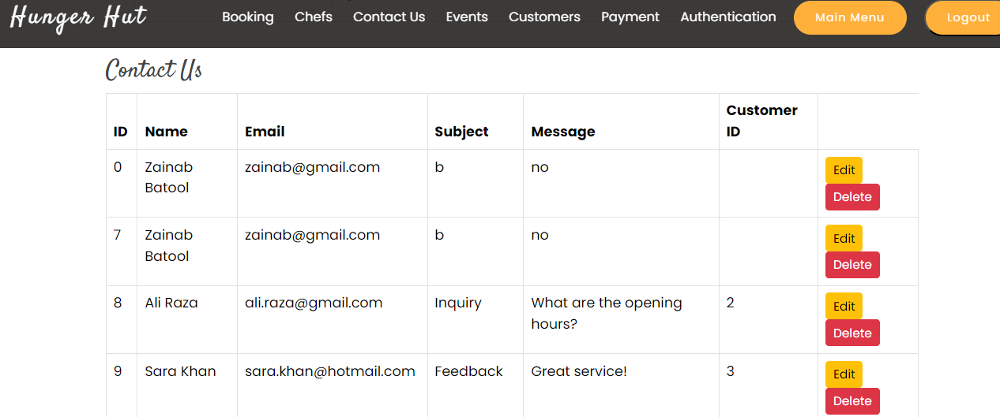 Hunger Hut Booking Chefs Contact Us Events Customers Payment Authentication Main Menu Logout
Contact Us
ID Name Email Subject Message Customer ID
0 Zainab Batool zainab@gmail.com b no Edit Delete
7 Zainab Batool zainab@gmail.com b no Edit Delete
8 Ali Raza ali.raza@gmail.com Inquiry What are the opening hours? 2 Edit Delete
9 Sara Khan sara.khan@hotmail.com Feedback Great service! 3 Edit Delete